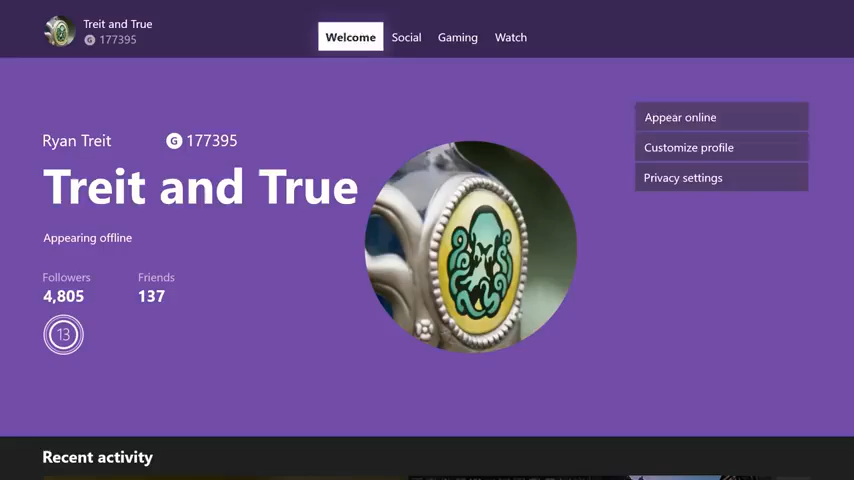 Treit and True
G 177395
Welcome Social Gaming Watch
Ryan Treit G 177395
Treit and True
Appearing offline
Followers Friends
4,805 137
13
Appear online
Customize profile
Privacy settings
Recent activity